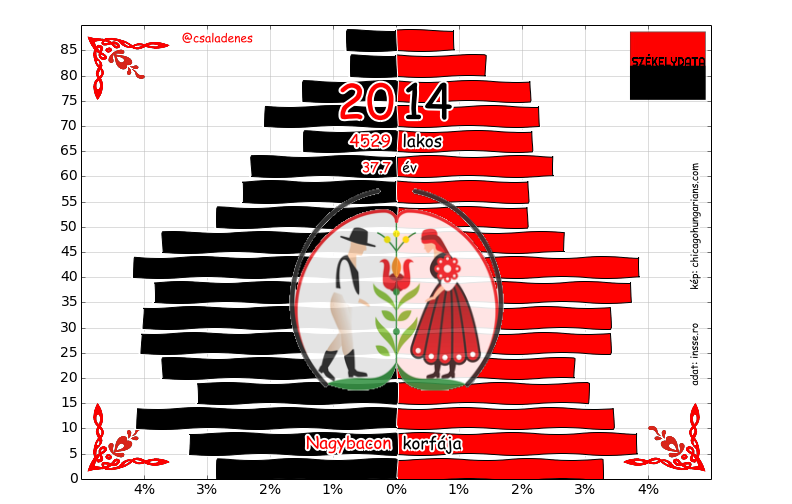 @csaladenes
SZÉKELYDATA
2014
4529 lakos
37.7 év
Nagybacon korfája
kép: chicagohungarians.com
adat: insse.ro
85
80
75
70
65
60
55
50
45
40
35
30
25
20
15
10
5
0
4% 3% 2% 1% 0% 1% 2% 3% 4%